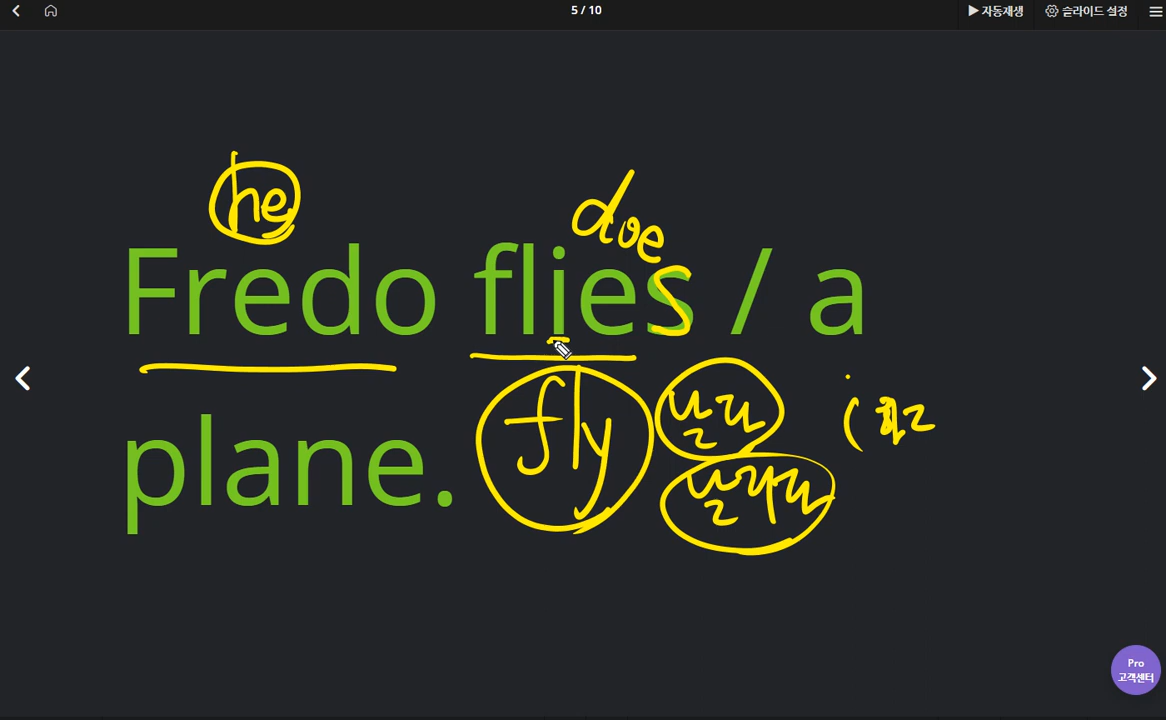 5 / 10
▶ 자동재생
슬라이드 설정
he
doe
Fredo flies / a
s
fly
날다
plane.
날리다
Pro
고객센터